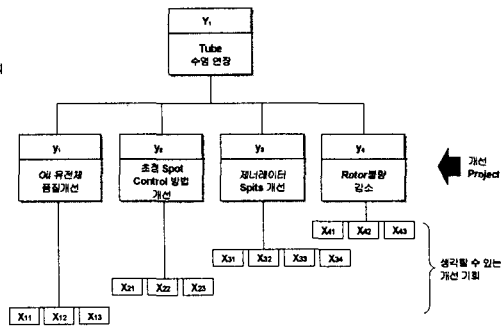 Y₁
Tube
수명 연장
y₁
y₂
y₃
y₄
Oil 유전체
품질개선
초점 Spot
Control 방법
개선
제너레이터
Spits 개선
Rotor불량
감소
개선
Project
X₄₁ X₄₂ X₄₃
X₃₁ X₃₂ X₃₃ X₃₄
X₂₁ X₂₂ X₂₃
X₁₁ X₁₂ X₁₃
생각할 수 있는
개선 기회